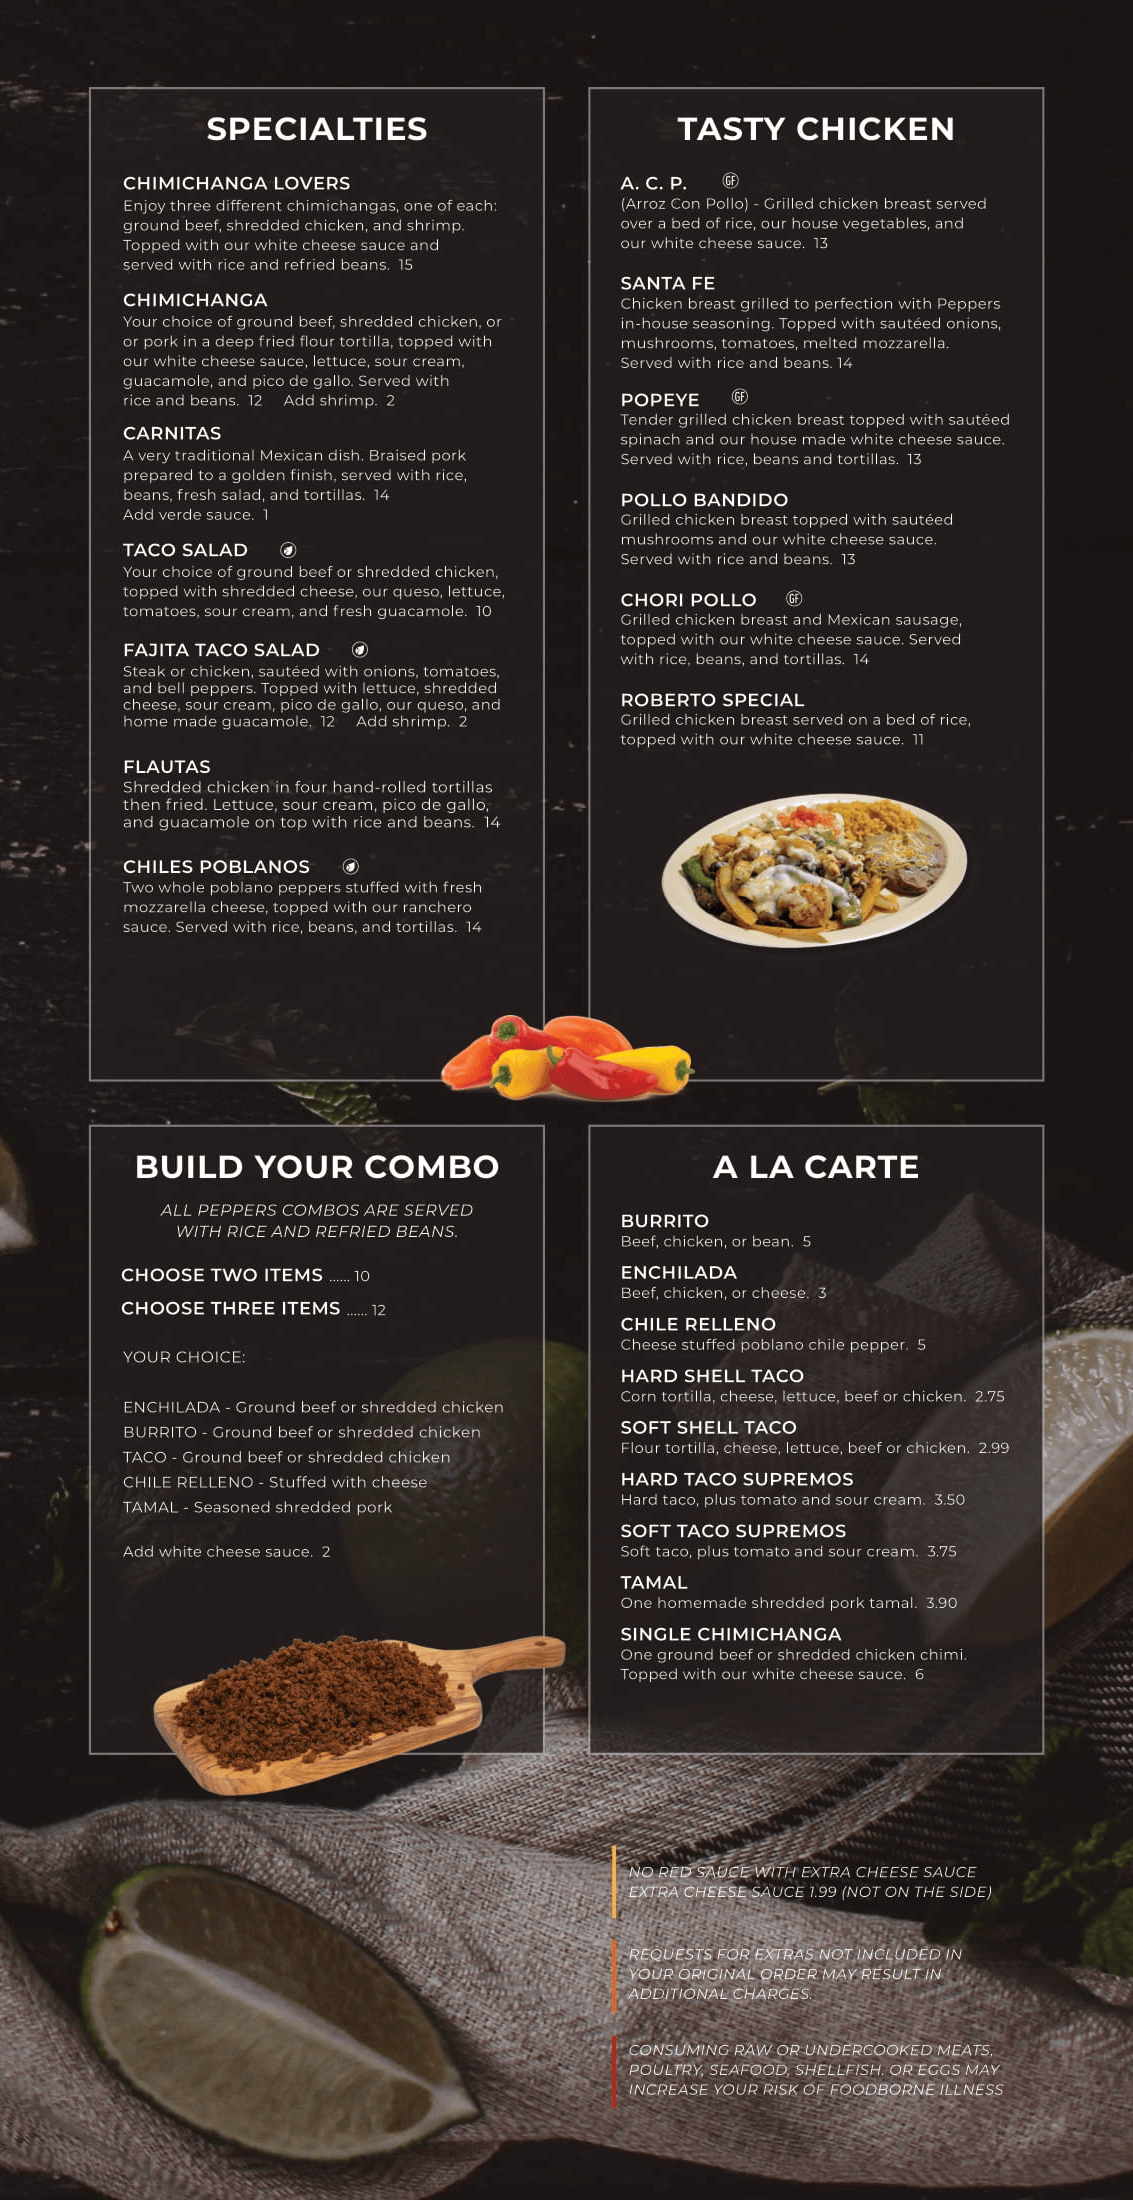 SPECIALTIES
CHIMICHANGA LOVERS
Enjoy three different chimichangas, one of each:
ground beef, shredded chicken, and shrimp.
Topped with our white cheese sauce and
served with rice and refried beans. 15
CHIMICHANGA
Your choice of ground beef, shredded chicken, or
or pork in a deep fried flour tortilla, topped with
our white cheese sauce, lettuce, sour cream,
guacamole, and pico de gallo. Served with
rice and beans. 12 Add shrimp. 2
CARNITAS
A very traditional Mexican dish. Braised pork
prepared to a golden finish, served with rice,
beans, fresh salad, and tortillas. 14
Add verde sauce. 1
TACO SALAD
Your choice of ground beef or shredded chicken,
topped with shredded cheese, our queso, lettuce,
tomatoes, sour cream, and fresh guacamole. 10
FAJITA TACO SALAD
Steak or chicken, sautéed with onions, tomatoes,
and bell peppers. Topped with lettuce, shredded
cheese, sour cream, pico de gallo, our queso, and
home made guacamole. 12 Add shrimp. 2
FLAUTAS
Shredded chicken in four hand-rolled tortillas
then fried. Lettuce, sour cream, pico de gallo,
and guacamole on top with rice and beans. 14
CHILES POBLANOS
Two whole poblano peppers stuffed with fresh
mozzarella cheese, topped with our ranchero
sauce. Served with rice, beans, and tortillas. 14
TASTY CHICKEN
A. C. P. GF
(Arroz Con Pollo) - Grilled chicken breast served
over a bed of rice, our house vegetables, and
our white cheese sauce. 13
SANTA FE
Chicken breast grilled to perfection with Peppers
in-house seasoning. Topped with sautéed onions,
mushrooms, tomatoes, melted mozzarella.
Served with rice and beans. 14
POPEYE GF
Tender grilled chicken breast topped with sautéed
spinach and our house made white cheese sauce.
Served with rice, beans and tortillas. 13
POLLO BANDIDO
Grilled chicken breast topped with sautéed
mushrooms and our white cheese sauce.
Served with rice and beans. 13
CHORI POLLO GF
Grilled chicken breast and Mexican sausage,
topped with our white cheese sauce. Served
with rice, beans, and tortillas. 14
ROBERTO SPECIAL
Grilled chicken breast served on a bed of rice,
topped with our white cheese sauce. 11
BUILD YOUR COMBO
ALL PEPPERS COMBOS ARE SERVED
WITH RICE AND REFRIED BEANS.
CHOOSE TWO ITEMS ...... 10
CHOOSE THREE ITEMS ...... 12
YOUR CHOICE:
ENCHILADA - Ground beef or shredded chicken
BURRITO - Ground beef or shredded chicken
TACO - Ground beef or shredded chicken
CHILE RELLENO - Stuffed with cheese
TAMAL - Seasoned shredded pork
Add white cheese sauce. 2
A LA CARTE
BURRITO
Beef, chicken, or bean. 5
ENCHILADA
Beef, chicken, or cheese. 3
CHILE RELLENO
Cheese stuffed poblano chile pepper. 5
HARD SHELL TACO
Corn tortilla, cheese, lettuce, beef or chicken. 2.75
SOFT SHELL TACO
Flour tortilla, cheese, lettuce, beef or chicken. 2.99
HARD TACO SUPREMOS
Hard taco, plus tomato and sour cream. 3.50
SOFT TACO SUPREMOS
Soft taco, plus tomato and sour cream. 3.75
TAMAL
One homemade shredded pork tamal. 3.90
SINGLE CHIMICHANGA
One ground beef or shredded chicken chimi.
Topped with our white cheese sauce. 6
NO RED SAUCE WITH EXTRA CHEESE SAUCE
EXTRA CHEESE SAUCE 1.99 (NOT ON THE SIDE)
REQUESTS FOR EXTRAS NOT INCLUDED IN
YOUR ORIGINAL ORDER MAY RESULT IN
ADDITIONAL CHARGES.
CONSUMING RAW OR UNDERCOOKED MEATS,
POULTRY, SEAFOOD, SHELLFISH. OR EGGS MAY
INCREASE YOUR RISK OF FOODBORNE ILLNESS